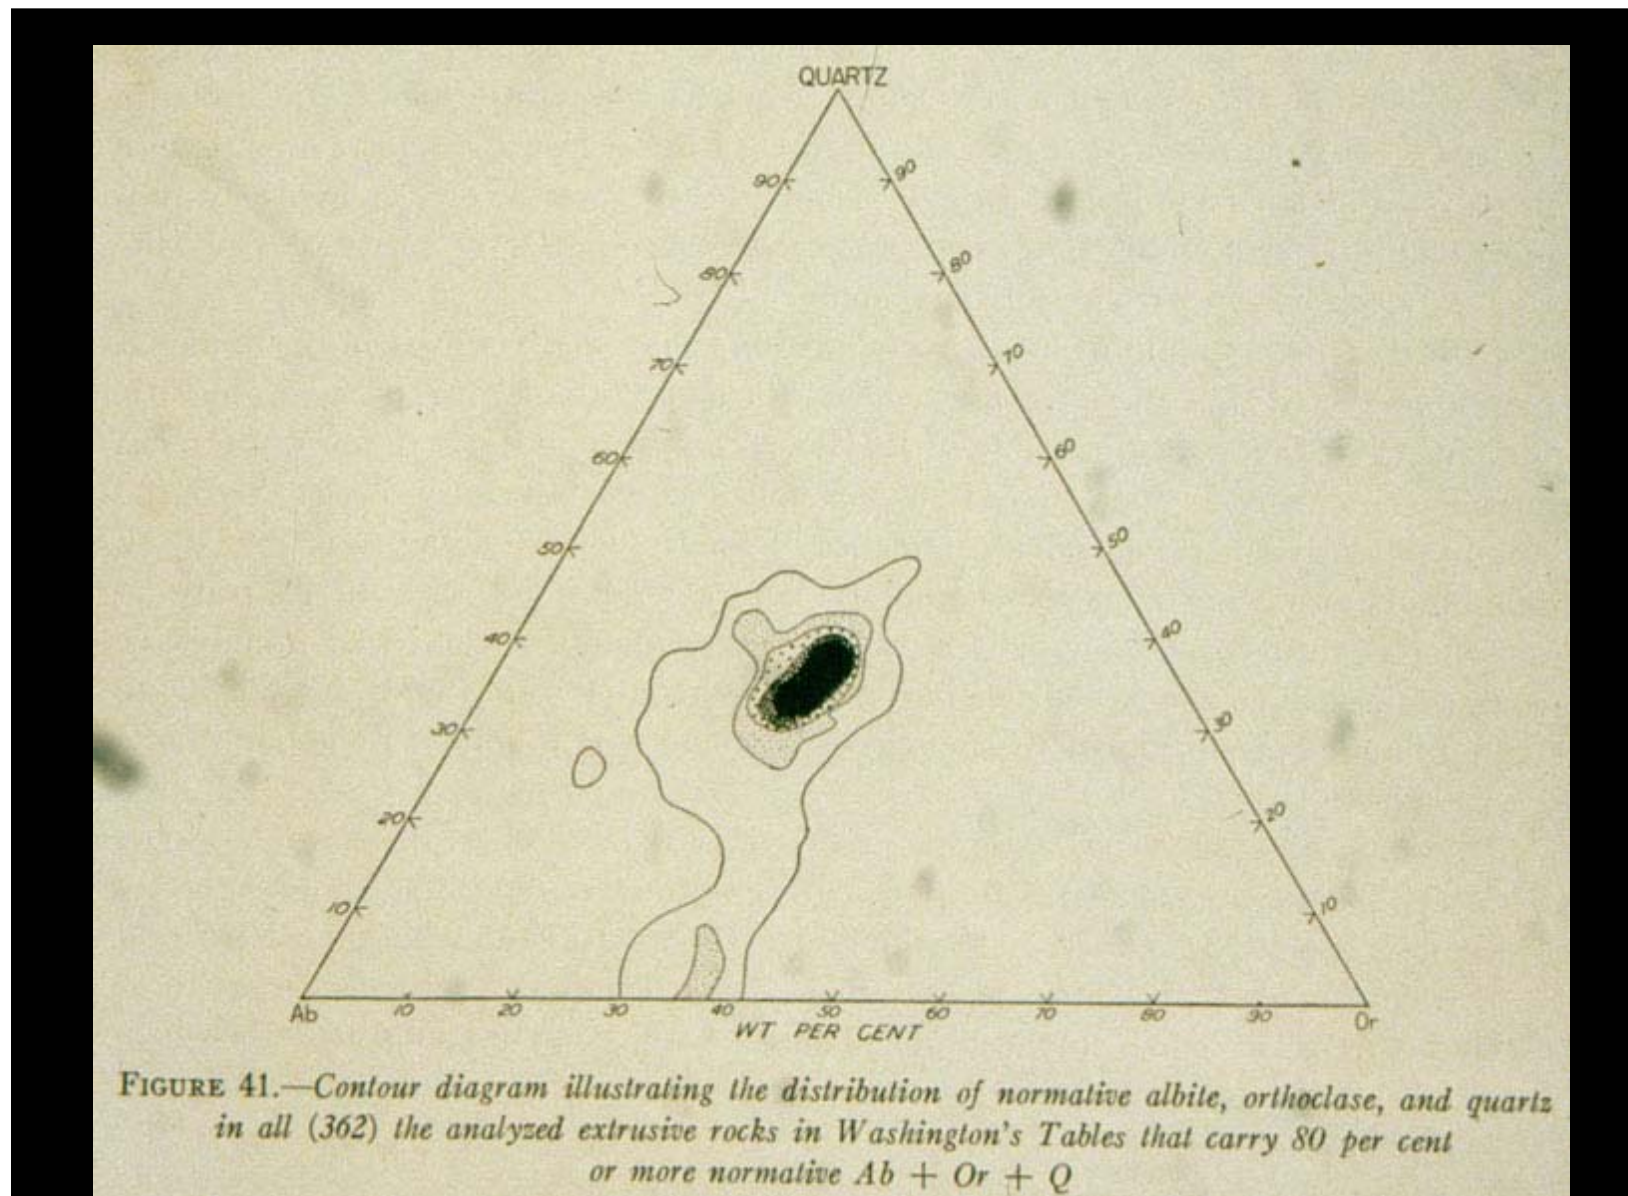 QUARTZ
90 90
80 80
70 70
60 60
50 50
40 40
30 30
20 20
10 10
Ab 10 20 30 40 50 60 70 80 90 Or
WT PER CENT
FIGURE 41.—Contour diagram illustrating the distribution of normative albite, orthoclase, and quartz
in all (362) the analyzed extrusive rocks in Washington's Tables that carry 80 per cent
or more normative Ab + Or + Q